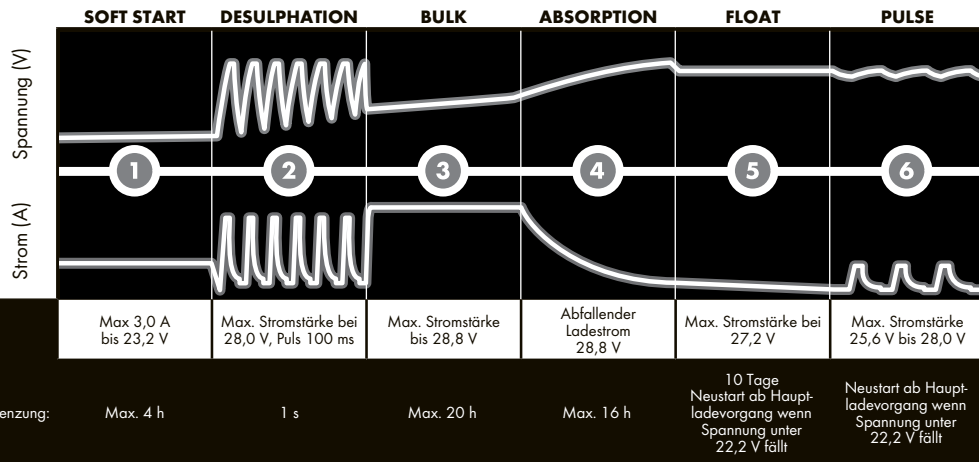 SOFT START
DESULPHATION
BULK
ABSORPTION
FLOAT
PULSE
Spannung (V)
1
2
3
4
5
6
Strom (A)
Max 3,0 A
bis 23,2 V
Max. Stromstärke bei
28,0 V, Puls 100 ms
Max. Stromstärke
bis 28,8 V
Abfallender
Ladestrom
28,8 V
Max. Stromstärke bei
27,2 V
Max. Stromstärke
25,6 V bis 28,0 V
enzung:
Max. 4 h
1 s
Max. 20 h
Max. 16 h
10 Tage
Neustart ab Haupt-
ladevorgang wenn
Spannung unter
22,2 V fällt
Neustart ab Haupt-
ladevorgang wenn
Spannung unter
22,2 V fällt